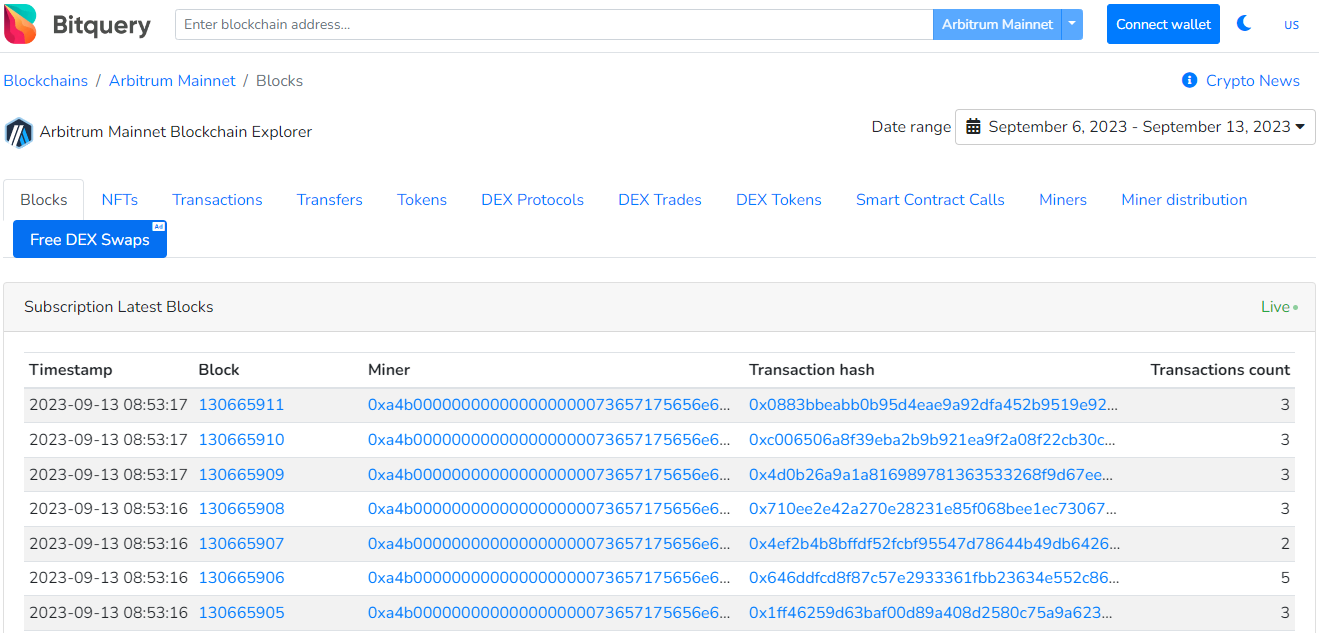 Bitquery Enter blockchain address... Arbitrum Mainnet Connect wallet US
Blockchains / Arbitrum Mainnet / Blocks Crypto News
Arbitrum Mainnet Blockchain Explorer Date range September 6, 2023 - September 13, 2023
Blocks NFTs Transactions Transfers Tokens DEX Protocols DEX Trades DEX Tokens Smart Contract Calls Miners Miner distribution
Free DEX Swaps Ad
Subscription Latest Blocks Live
Timestamp Block Miner Transaction hash Transactions count
2023-09-13 08:53:17 130665911 0xa4b000000000000000000073657175656e6... 0x0883bbeabb0b95d4eae9a92dfa452b9519e92... 3
2023-09-13 08:53:17 130665910 0xa4b000000000000000000073657175656e6... 0xc006506a8f39eba2b9b921ea9f2a08f22cb30c... 3
2023-09-13 08:53:17 130665909 0xa4b000000000000000000073657175656e6... 0x4d0b26a9a1a816989781363533268f9d67ee... 3
2023-09-13 08:53:16 130665908 0xa4b000000000000000000073657175656e6... 0x710ee2e42a270e28231e85f068bee1ec73067... 3
2023-09-13 08:53:16 130665907 0xa4b000000000000000000073657175656e6... 0x4ef2b4b8bffdf52fcbf95547d78644b49db6426... 2
2023-09-13 08:53:16 130665906 0xa4b000000000000000000073657175656e6... 0x646ddfcd8f87c57e2933361fbb23634e552c86... 5
2023-09-13 08:53:16 130665905 0xa4b000000000000000000073657175656e6... 0x1ff46259d63baf00d89a408d2580c75a9a623... 3